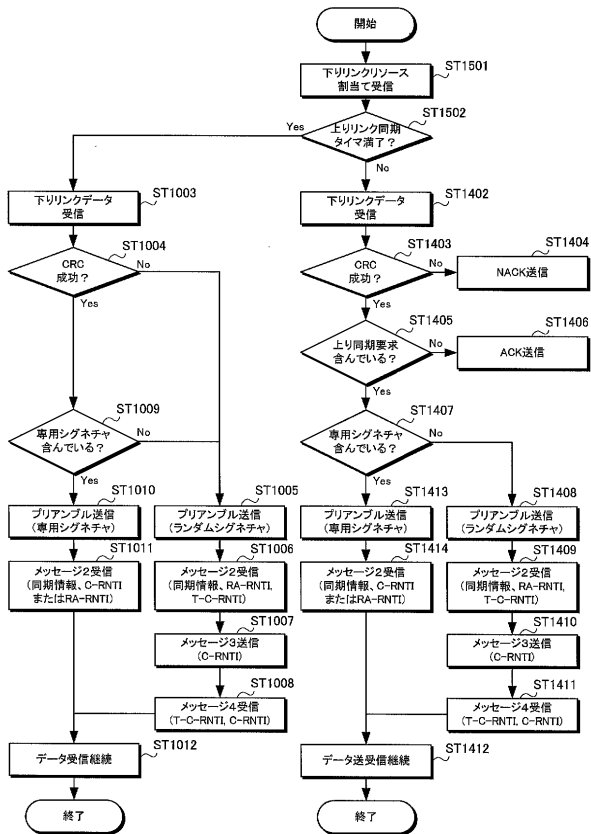 開始
下りリンクリソース
割当て受信
ST1501
上りリンク同期
タイマ満了?
ST1502
Yes
No
下りリンクデータ
受信
ST1003
CRC
成功?
ST1004
No
Yes
専用シグネチャ
含んでいる?
ST1009
No
Yes
プリアンブル送信
(専用シグネチャ)
ST1010
メッセージ2受信
(同期情報、C-RNTI
またはRA-RNTI)
ST1011
プリアンブル送信
(ランダムシグネチャ)
ST1005
メッセージ2受信
(同期情報、RA-RNTI,
T-C-RNTI)
ST1006
メッセージ3送信
(C-RNTI)
ST1007
メッセージ4受信
(T-C-RNTI, C-RNTI)
ST1008
データ受信継続
ST1012
終了
下りリンクデータ
受信
ST1402
CRC
成功?
ST1403
No
Yes
NACK送信
ST1404
上り同期要求
含んでいる?
ST1405
No
Yes
ACK送信
ST1406
専用シグネチャ
含んでいる?
ST1407
No
Yes
プリアンブル送信
(専用シグネチャ)
ST1413
メッセージ2受信
(同期情報、C-RNTI
またはRA-RNTI)
ST1414
プリアンブル送信
(ランダムシグネチャ)
ST1408
メッセージ2受信
(同期情報、RA-RNTI,
T-C-RNTI)
ST1409
メッセージ3送信
(C-RNTI)
ST1410
メッセージ4受信
(T-C-RNTI, C-RNTI)
ST1411
データ送受信継続
ST1412
終了